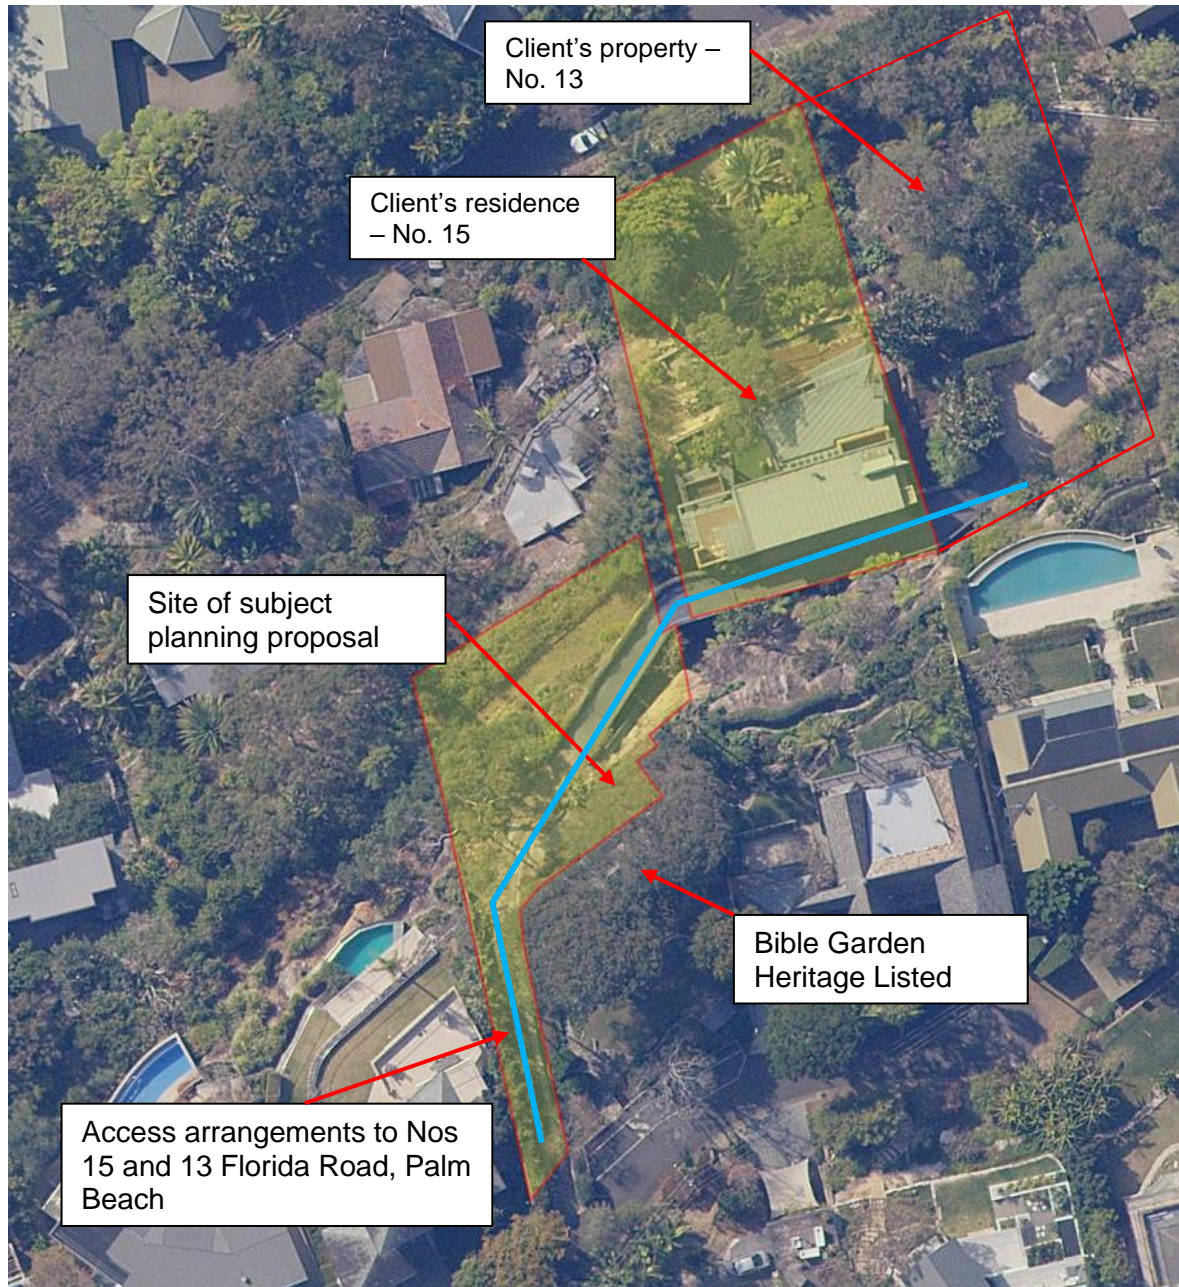 Client’s property –
No. 13
Client’s residence
– No. 15
Site of subject
planning proposal
Bible Garden
Heritage Listed
Access arrangements to Nos
15 and 13 Florida Road, Palm
Beach